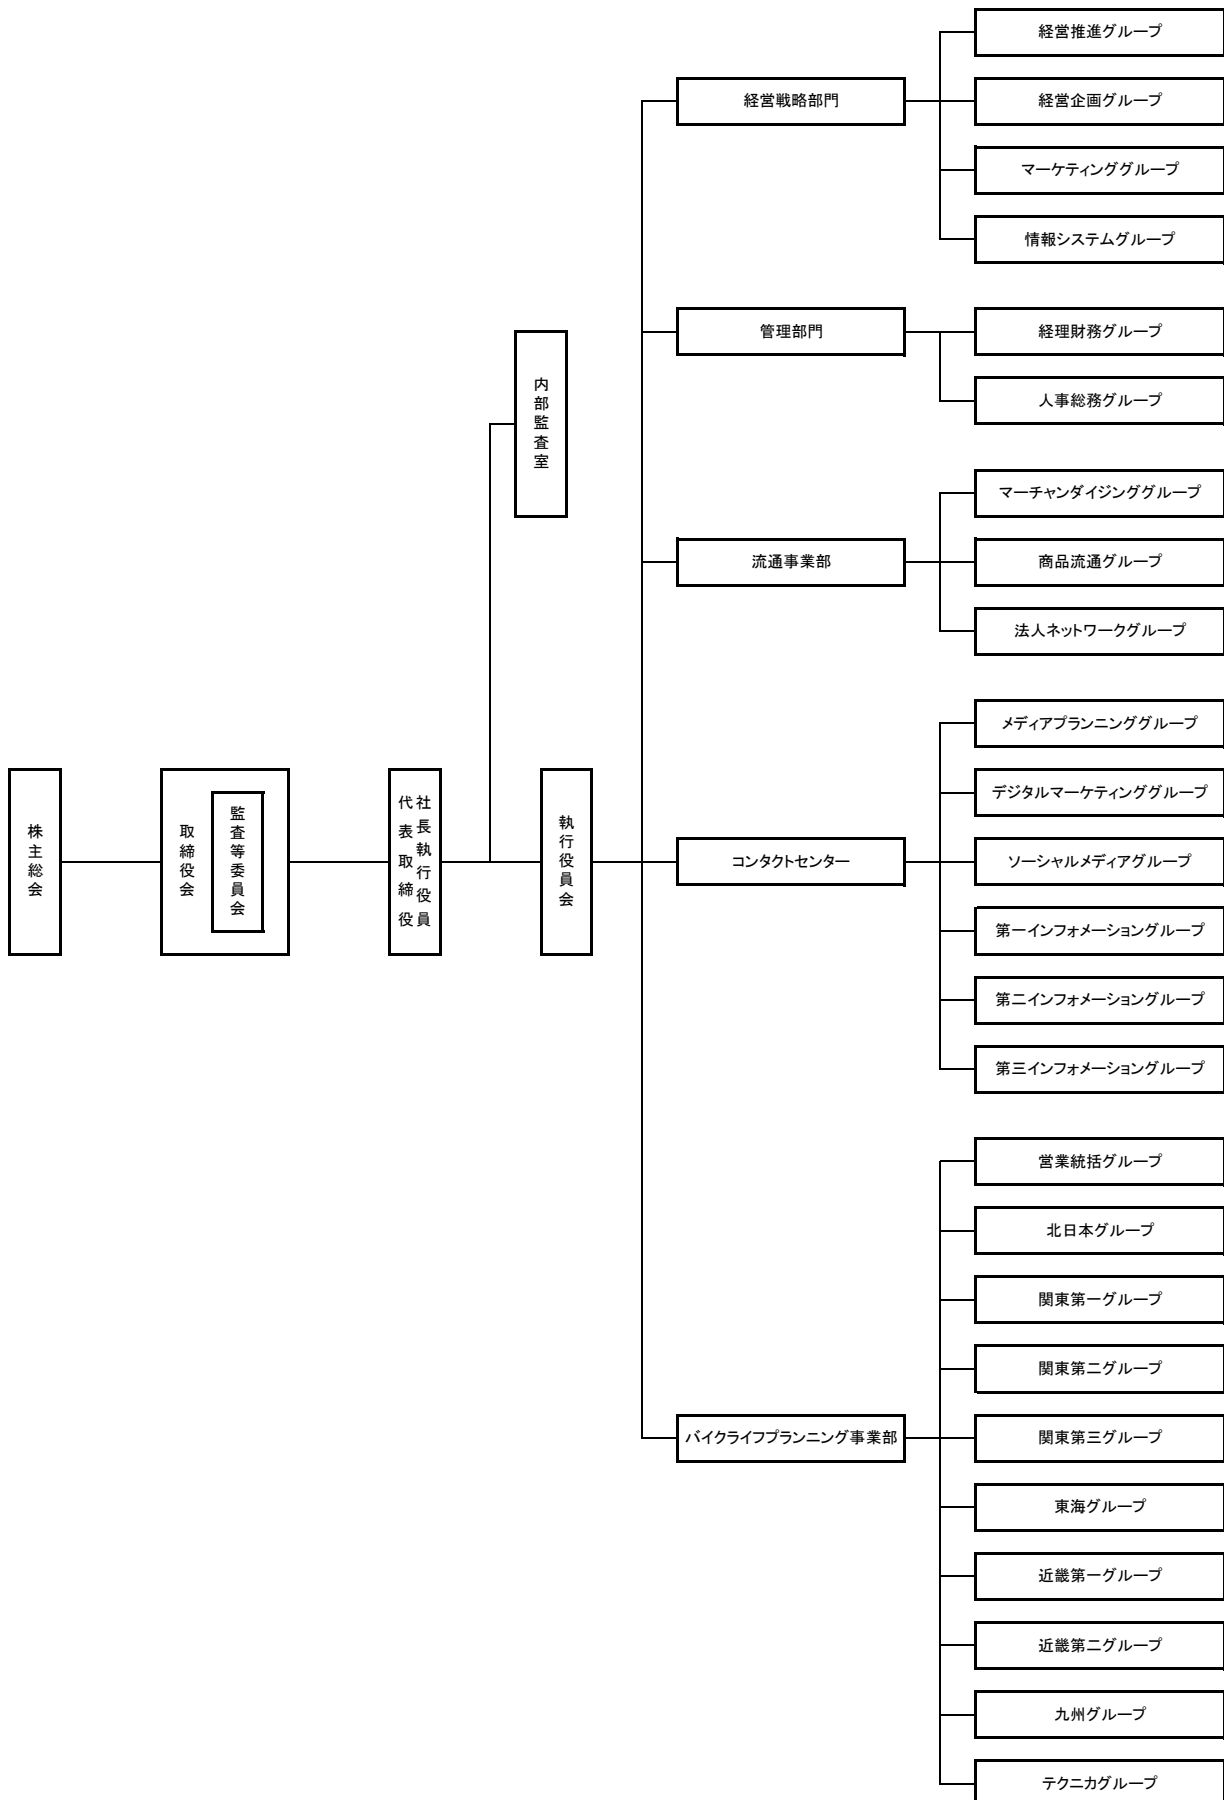 株主総会
取締役会
監査等委員会
代表取締役
社長執行役員
内部監査室
執行役員会
経営戦略部門
経営推進グループ
経営企画グループ
マーケティンググループ
情報システムグループ
管理部門
経理財務グループ
人事総務グループ
流通事業部
マーチャンダイジンググループ
商品流通グループ
法人ネットワークグループ
コンタクトセンター
メディアプランニンググループ
デジタルマーケティンググループ
ソーシャルメディアグループ
第一インフォメーショングループ
第二インフォメーショングループ
第三インフォメーショングループ
バイクライフプランニング事業部
営業統括グループ
北日本グループ
関東第一グループ
関東第二グループ
関東第三グループ
東海グループ
近畿第一グループ
近畿第二グループ
九州グループ
テクニカグループ